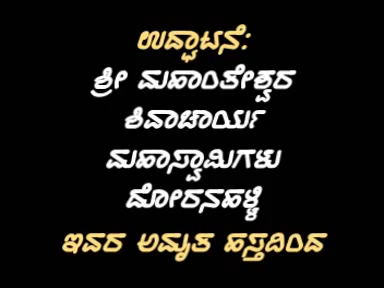 ಉದ್ಘಾಟನೆ:
ಶ್ರೀ ಮಹಾಂತೇಶ್ವರ
ಶಿವಾಚಾರ್ಯ
ಮಹಾಸ್ವಾಮಿಗಳು
ದೋರನಹಳ್ಳಿ
ಇವರ ಅಮೃತ ಹಸ್ತದಿಂದ